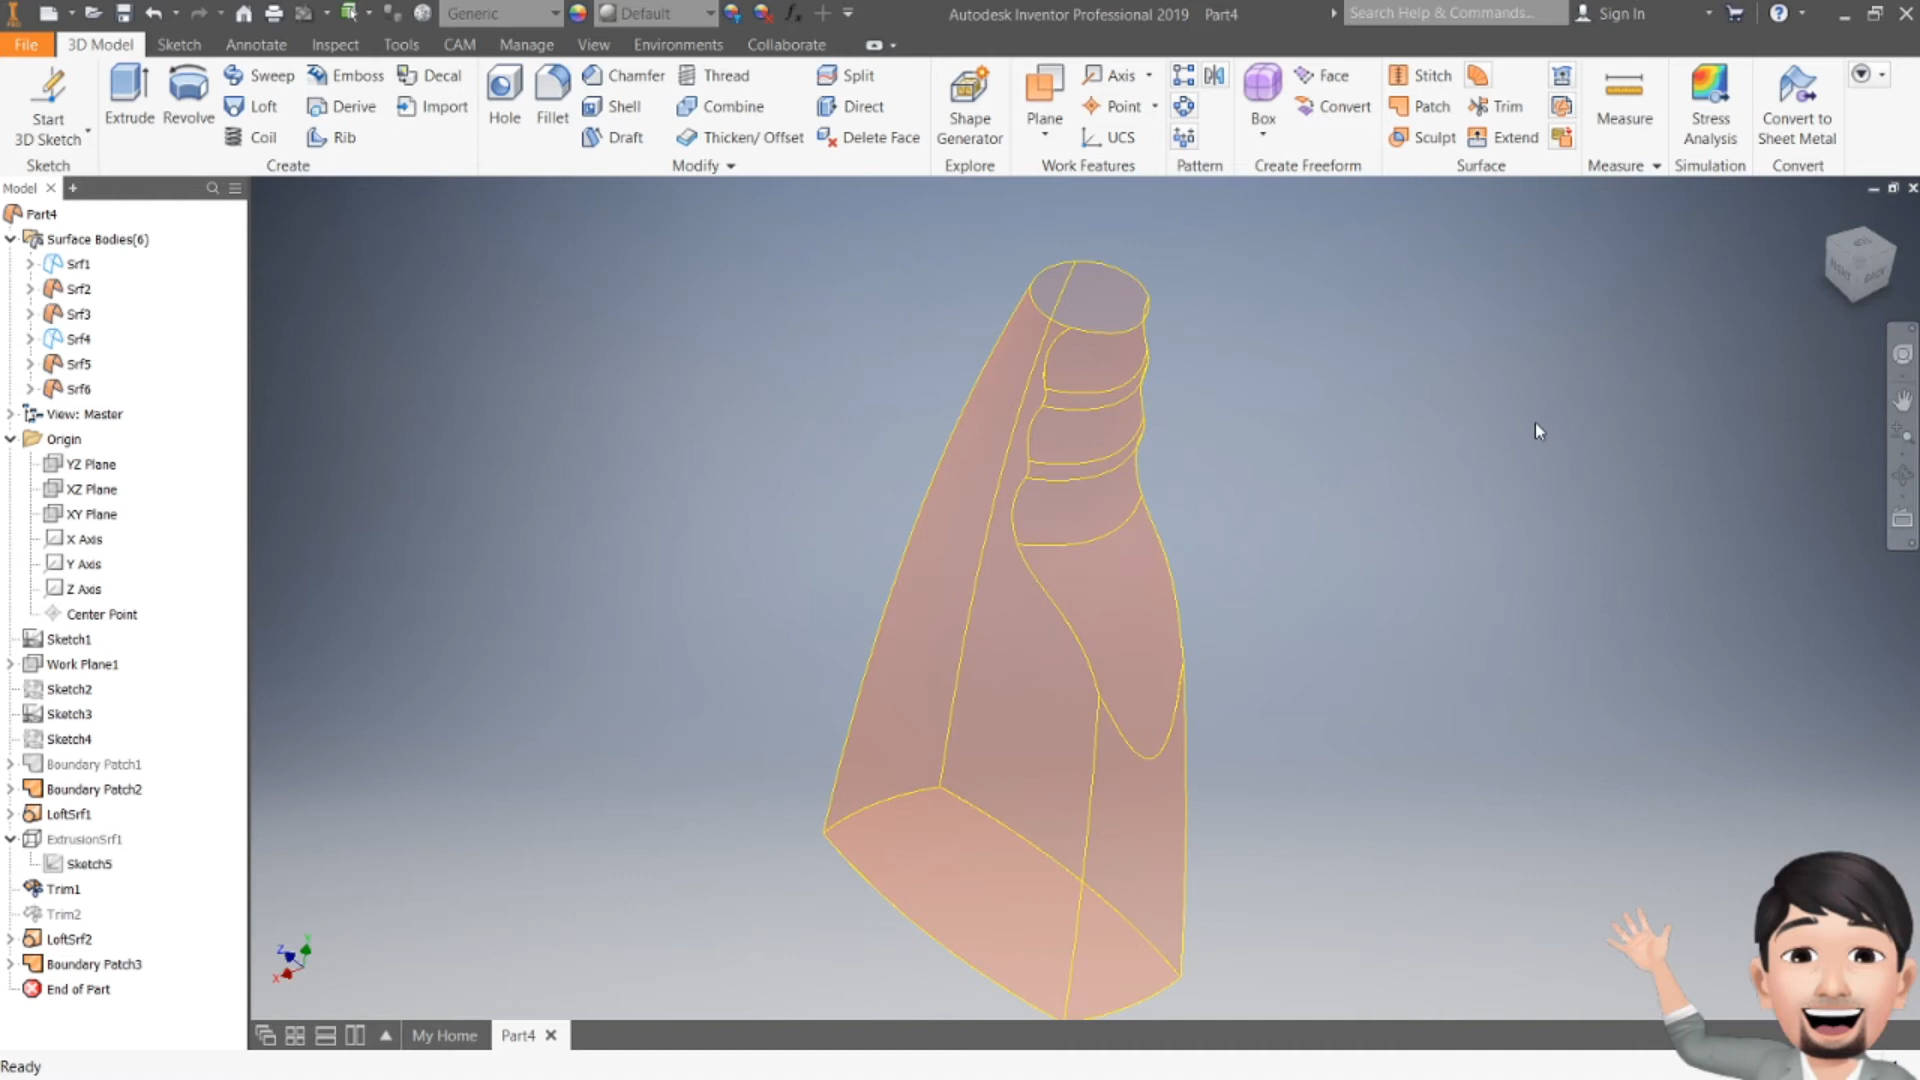 Generic
Default
Autodesk Inventor Professional 2019 Part4
Search Help & Commands...
Sign In
File
3D Model
Sketch
Annotate
Inspect
Tools
CAM
Manage
View
Environments
Collaborate
Start
3D Sketch
Sketch
Extrude
Revolve
Sweep
Loft
Coil
Emboss
Derive
Rib
Decal
Import
Create
Hole
Fillet
Chamfer
Shell
Draft
Thread
Combine
Thicken/ Offset
Split
Direct
Delete Face
Modify
Shape
Generator
Explore
Plane
Axis
Point
UCS
Work Features
Pattern
Box
Face
Convert
Create Freeform
Stitch
Patch
Sculpt
Trim
Extend
Surface
Measure
Measure
Stress
Analysis
Simulation
Convert to
Sheet Metal
Convert
Model
Part4
Surface Bodies(6)
Srf1
Srf2
Srf3
Srf4
Srf5
Srf6
View: Master
Origin
YZ Plane
XZ Plane
XY Plane
X Axis
Y Axis
Z Axis
Center Point
Sketch1
Work Plane1
Sketch2
Sketch3
Sketch4
Boundary Patch1
Boundary Patch2
LoftSrf1
ExtrusionSrf1
Sketch5
Trim1
Trim2
LoftSrf2
Boundary Patch3
End of Part
BACK
Z
Y
X
My Home
Part4
Ready